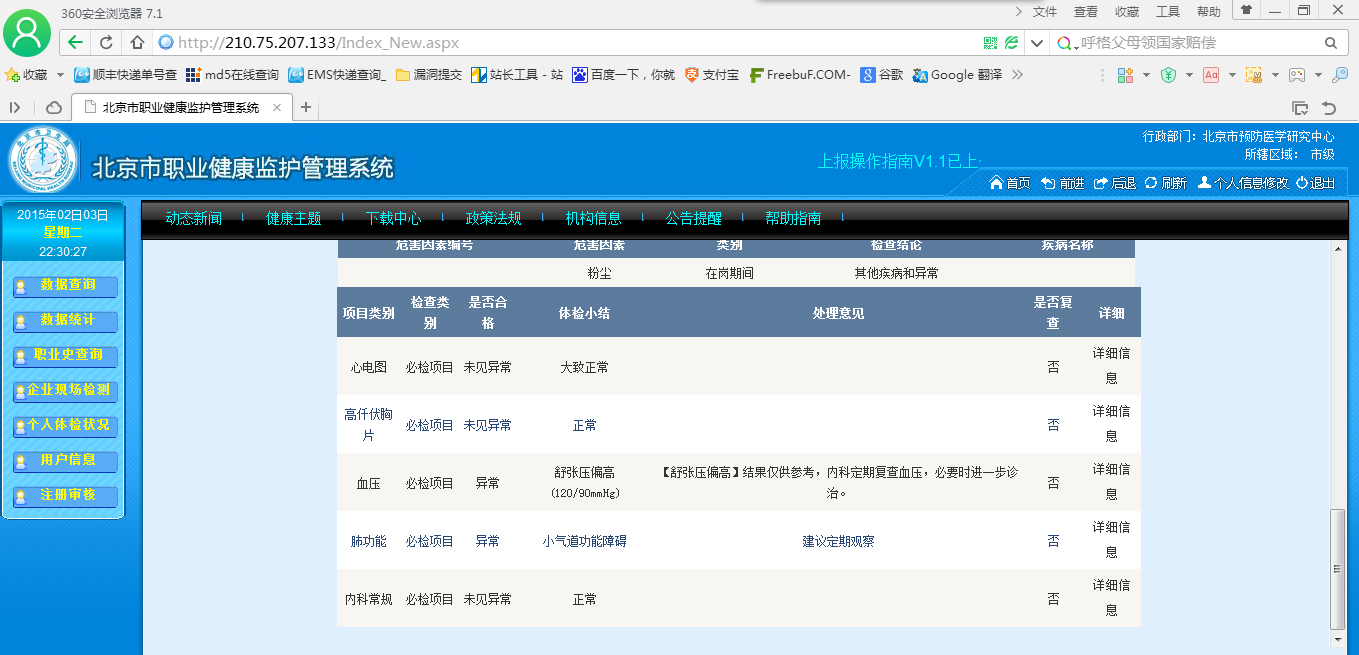 360安全浏览器 7.1
文件 查看 收藏 工具 帮助
http://210.75.207.133/Index_New.aspx
呼格父母领国家赔偿
收藏 顺丰快递单号查 md5在线查询 EMS快递查询_ 漏洞提交 站长工具 - 站 百度一下，你就 支付宝 FreebuF.COM- 谷歌 Google 翻译
北京市职业健康监护管理系统
行政部门：北京市预防医学研究中心
所辖区域： 市级
北京市职业健康监护管理系统
上报操作指南V1.1已上
首页 前进 后退 刷新 个人信息修改 退出
2015年02月03日
星期二
22:30:27
动态新闻 健康主题 下载中心 政策法规 机构信息 公告提醒 帮助指南
数据查询
数据统计
职业史查询
企业现场检测
个人体检状况
用户信息
注册审核
危害因素编号 危害因素 类别 检查结论 疾病名称
粉尘 在岗期间 其他疾病和异常
项目类别 检查类别 是否合格 体检小结 处理意见 是否复查 详细
心电图 必检项目 未见异常 大致正常 否 详细信息
高仟伏胸片 必检项目 未见异常 正常 否 详细信息
血压 必检项目 异常 舒张压偏高(120/90mmHg) 【舒张压偏高】结果仅供参考，内科定期复查血压，必要时进一步诊治。 否 详细信息
肺功能 必检项目 异常 小气道功能障碍 建议定期观察 否 详细信息
内科常规 必检项目 未见异常 正常 否 详细信息